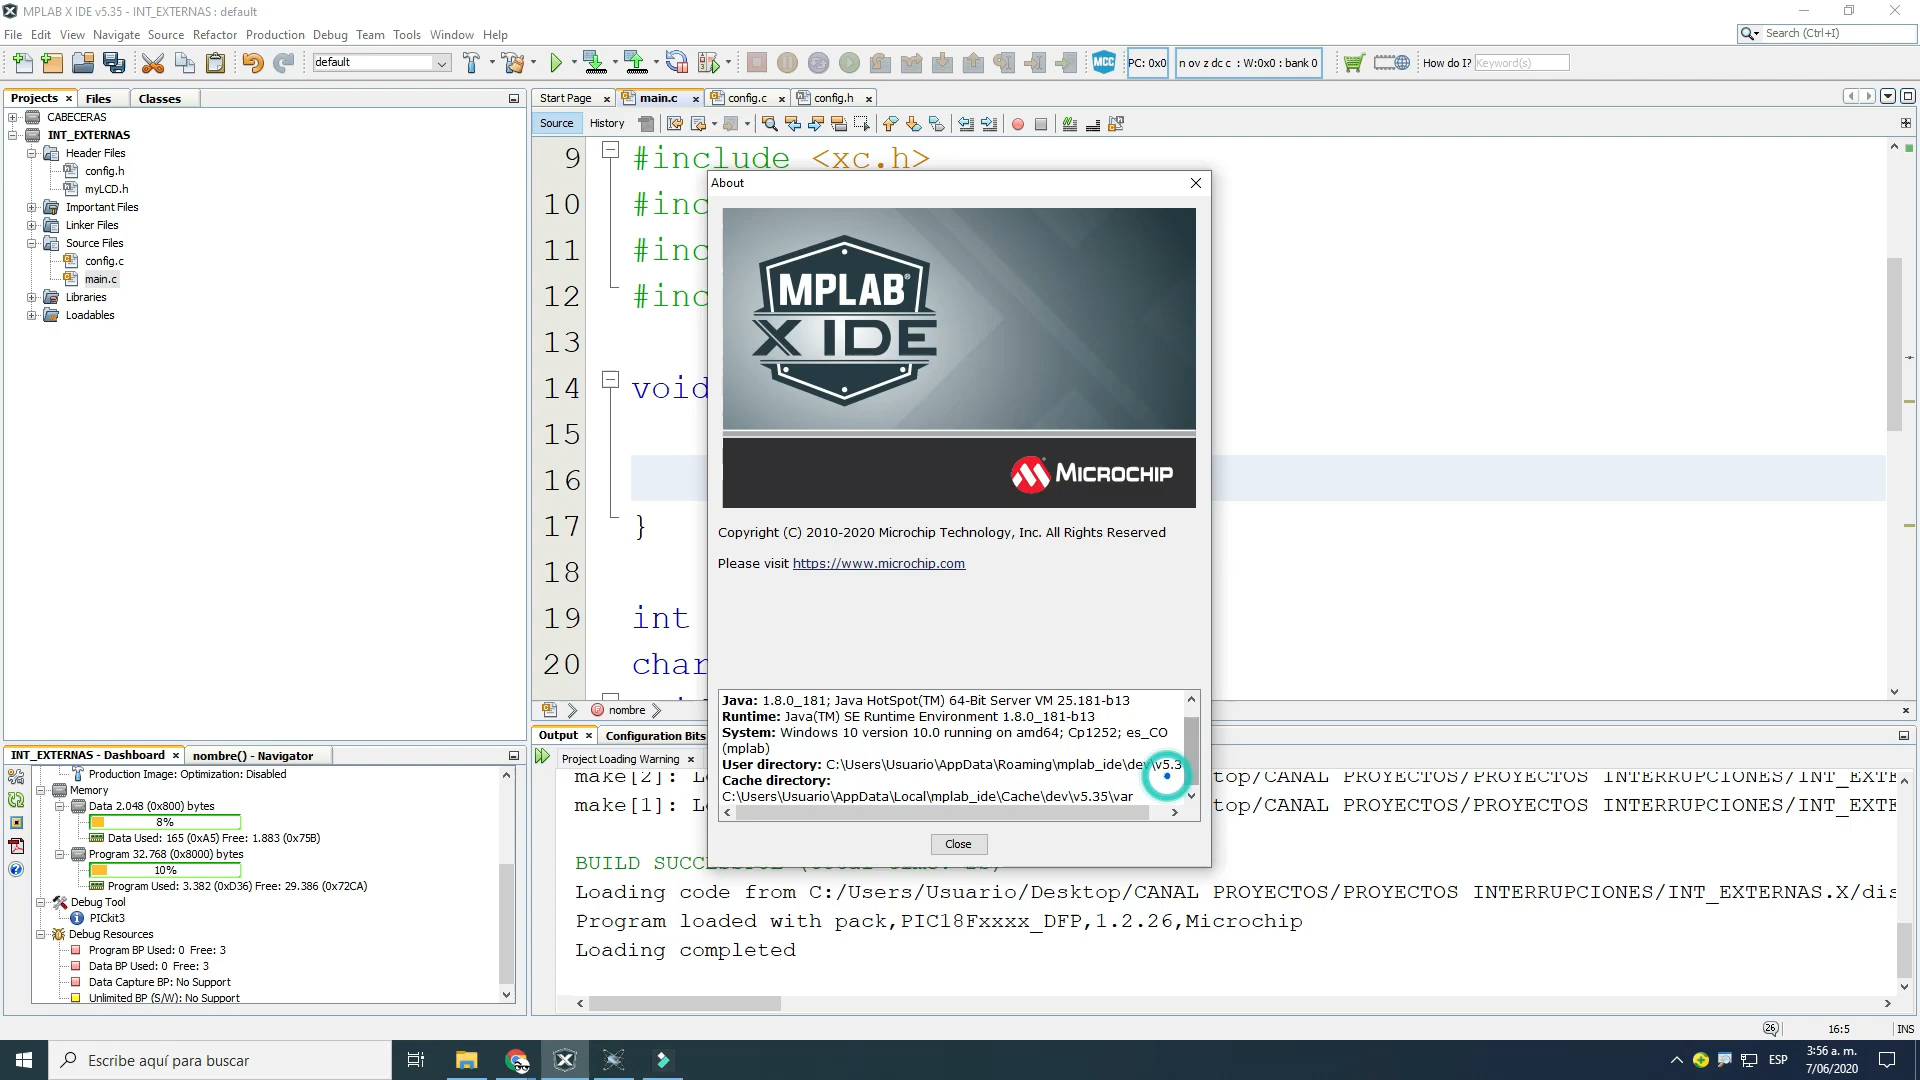 MPLAB X IDE v5.35 - INT_EXTERNAS : default
File Edit View Navigate Source Refactor Production Debug Team Tools Window Help
Search (Ctrl+I)
default
MCC
PC: 0x0
n ov z dc c : W:0x0 : bank 0
How do I? Keyword(s)
Projects Files Classes
CABECERAS
INT_EXTERNAS
Header Files
config.h
myLCD.h
Important Files
Linker Files
Source Files
config.c
main.c
Libraries
Loadables
Start Page main.c config.c config.h
Source History
9 #include <xc.h>
10 #inc
11 #inc
12 #inc
13
14 void
15
16
17 }
18
19 int
20 char
nombre
About
MPLAB®
X IDE
MICROCHIP
Copyright (C) 2010-2020 Microchip Technology, Inc. All Rights Reserved
Please visit https://www.microchip.com
Java: 1.8.0_181; Java HotSpot(TM) 64-Bit Server VM 25.181-b13
Runtime: Java(TM) SE Runtime Environment 1.8.0_181-b13
System: Windows 10 version 10.0 running on amd64; Cp1252; es_CO
(mplab)
User directory: C:\Users\Usuario\AppData\Roaming\mplab_ide\dev\v5.3
Cache directory:
C:\Users\Usuario\AppData\Local\mplab_ide\Cache\dev\v5.35\var
Close
INT_EXTERNAS - Dashboard nombre() - Navigator
Production Image: Optimization: Disabled
Memory
Data 2.048 (0x800) bytes
8%
Data Used: 165 (0xA5) Free: 1.883 (0x75B)
Program 32.768 (0x8000) bytes
10%
Program Used: 3.382 (0xD36) Free: 29.386 (0x72CA)
Debug Tool
PICkit3
Debug Resources
Program BP Used: 0 Free: 3
Data BP Used: 0 Free: 3
Data Capture BP: No Support
Unlimited BP (S/W): No Support
Output Configuration Bits
Project Loading Warning
make[2]: L top/CANAL PROYECTOS/PROYECTOS INTERRUPCIONES/INT_EXTE
make[1]: L top/CANAL PROYECTOS/PROYECTOS INTERRUPCIONES/INT_EXTE
BUILD SUCCESSFUL
Loading code from C:/Users/Usuario/Desktop/CANAL PROYECTOS/PROYECTOS INTERRUPCIONES/INT_EXTERNAS.X/dis
Program loaded with pack,PIC18Fxxxx_DFP,1.2.26,Microchip
Loading completed
26 16:5 INS
Escribe aquí para buscar
ESP
3:56 a. m.
7/06/2020